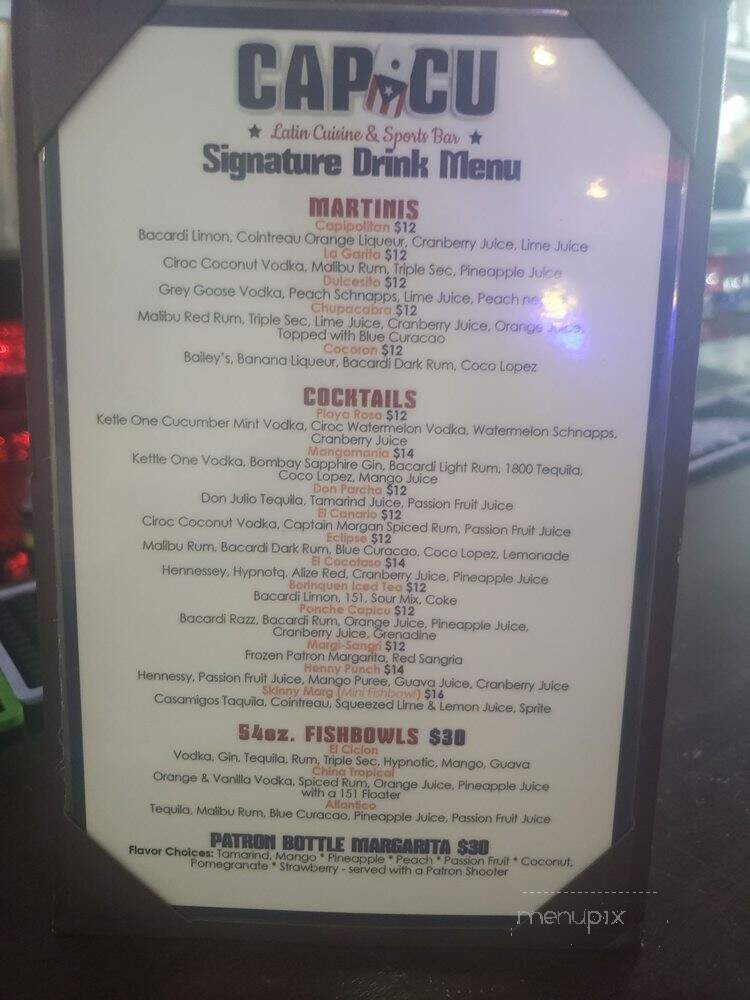 CAPICU
Latin Cuisine & Sports Bar
Signature Drink Menu
MARTINIS
Capipolitan $12
Bacardi Limon, Cointreau Orange Liqueur, Cranberry Juice, Lime Juice
La Garita $12
Ciroc Coconut Vodka, Malibu Rum, Triple Sec, Pineapple Juice
Dulcesito $12
Grey Goose Vodka, Peach Schnapps, Lime Juice, Peach
Chupacabra $12
Malibu Red Rum, Triple Sec, Lime Juice, Cranberry Juice, Orange Juice,
Topped with Blue Curacao
Cocoron $12
Bailey's, Banana Liqueur, Bacardi Dark Rum, Coco Lopez
COCKTAILS
Playa Rosa $12
Ketle One Cucumber Mint Vodka, Ciroc Watermelon Vodka, Watermelon Schnapps,
Cranberry Juice
Mangomania $14
Kettle One Vodka, Bombay Sapphire Gin, Bacardi Light Rum, 1800 Tequila,
Coco Lopez, Mango Juice
Don Parcha $12
Don Julio Tequila, Tamarind Juice, Passion Fruit Juice
El Canario $12
Ciroc Coconut Vodka, Captain Morgan Spiced Rum, Passion Fruit Juice
Eclipse $12
Malibu Rum, Bacardi Dark Rum, Blue Curacao, Coco Lopez, Lemonade
El Cocotaso $14
Hennessey, Hypnotq, Alize Red, Cranberry Juice, Pineapple Juice
Borinquen Iced Tea $12
Bacardi Limon, 151, Sour Mix, Coke
Ponche Capicu $12
Bacardi Razz, Bacardi Rum, Orange Juice, Pineapple Juice,
Cranberry Juice, Grenadine
Margi-Sangri $12
Frozen Patron Margarita, Red Sangria
Henny Punch $14
Hennessy, Passion Fruit Juice, Mango Puree, Guava Juice, Cranberry Juice
Skinny Marg (Mini Fishbowl) $16
Casamigos Taquila, Cointreau, Squeezed Lime & Lemon Juice, Sprite
54oz. FISHBOWLS $30
El Ciclon
Vodka, Gin, Tequila, Rum, Triple Sec, Hypnotic, Mango, Guava
China Tropical
Orange & Vanilla Vodka, Spiced Rum, Orange Juice, Pineapple Juice
with a 151 Floater
Atlantico
Tequila, Malibu Rum, Blue Curacao, Pineapple Juice, Passion Fruit Juice
PATRON BOTTLE MARGARITA $30
Flavor Choices: Tamarind, Mango * Pineapple * Peach * Passion Fruit * Coconut,
Pomegranate * Strawberry - served with a Patron Shooter
menupix